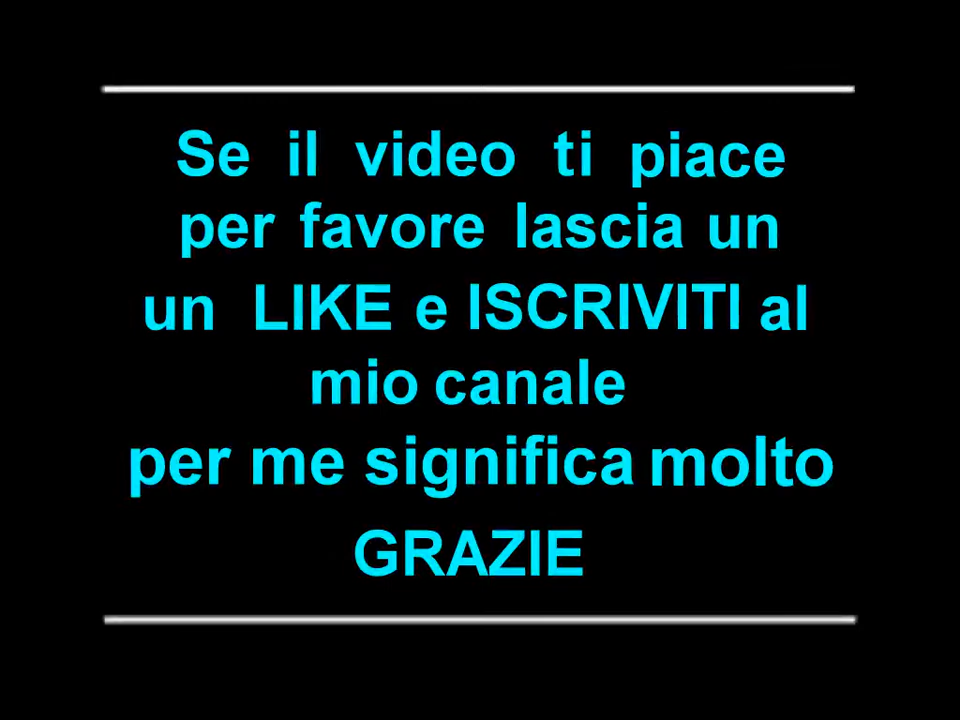 Se il video ti piace
per favore lascia un
un LIKE e ISCRIVITI al
mio canale
per me significa molto
GRAZIE